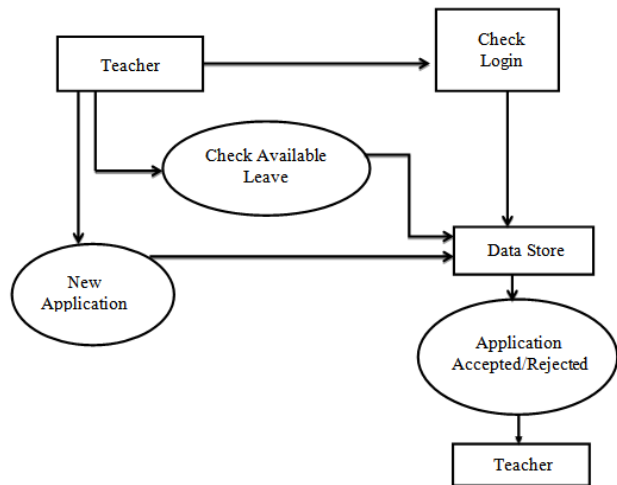 Teacher
Check
Login
Check Available
Leave
New
Application
Data Store
Application
Accepted/Rejected
Teacher